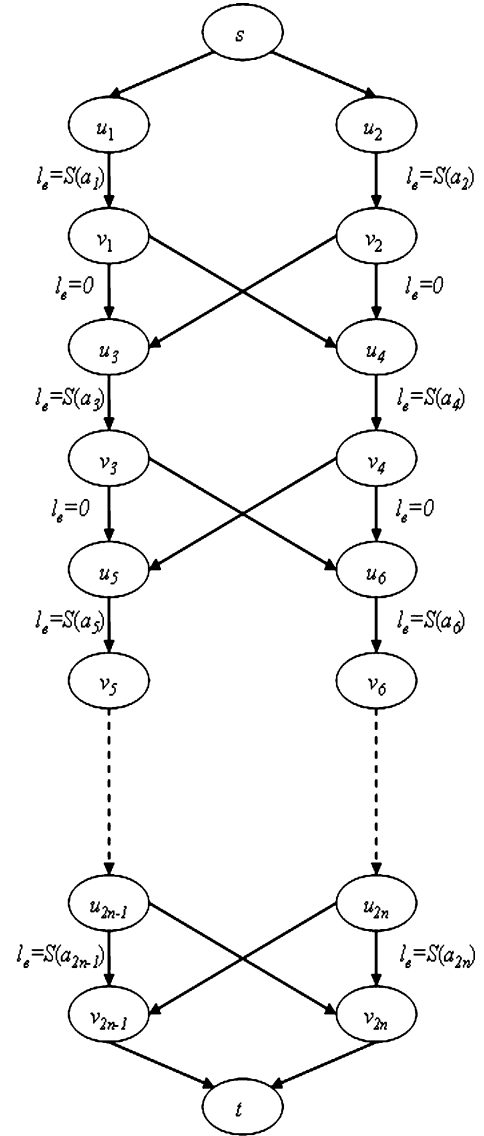 s
u₁ u₂
lₑ=S(a₁) lₑ=S(a₂)
v₁ v₂
lₑ=0 lₑ=0
u₃ u₄
lₑ=S(a₃) lₑ=S(a₄)
v₃ v₄
lₑ=0 lₑ=0
u₅ u₆
lₑ=S(a₅) lₑ=S(a₆)
v₅ v₆
u₂ₙ₋₁ u₂ₙ
lₑ=S(a₂ₙ₋₁) lₑ=S(a₂ₙ)
v₂ₙ₋₁ v₂ₙ
t